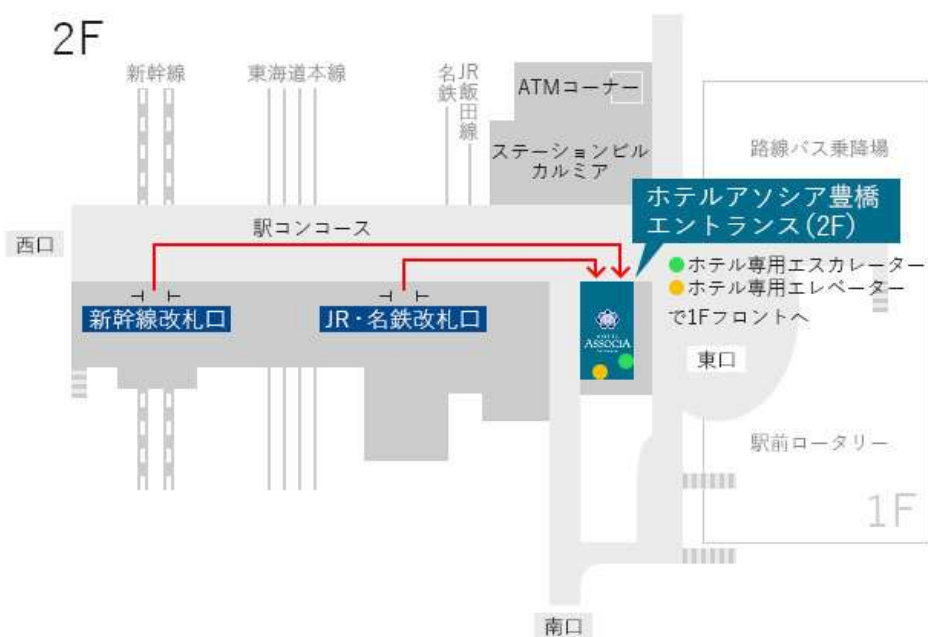 2F
新幹線
東海道本線
名鉄
JR飯田線
ATMコーナー
ステーションビル
カルミア
路線バス乗降場
ホテルアソシア豊橋
エントランス(2F)
駅コンコース
西口
ホテル専用エスカレーター
ホテル専用エレベーター
で1Fフロントへ
新幹線改札口
JR・名鉄改札口
HOTEL
ASSOCIA
東口
駅前ロータリー
1F
南口